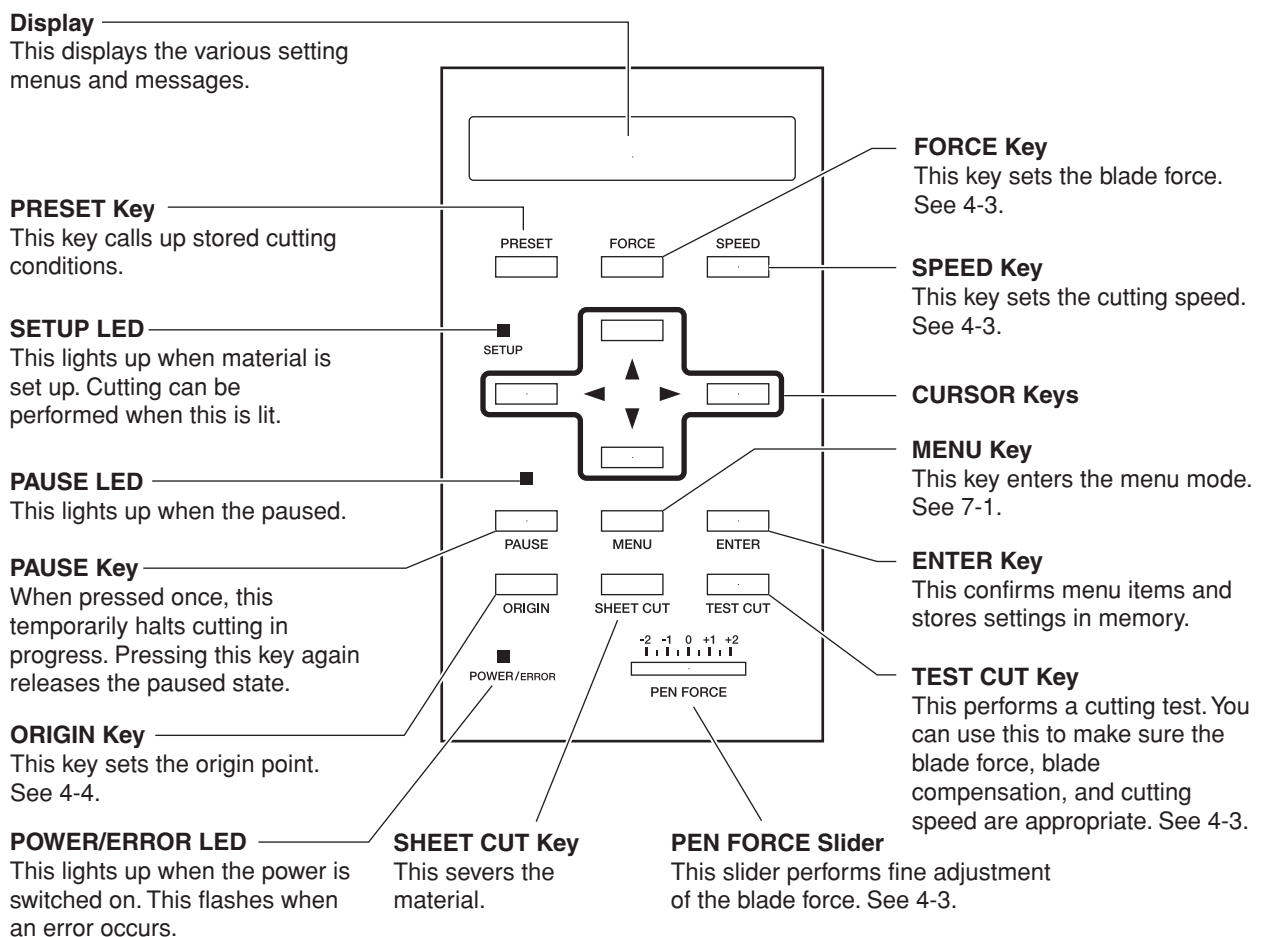 Display
This displays the various setting
menus and messages.
PRESET Key
This key calls up stored cutting
conditions.
SETUP LED
This lights up when material is
set up. Cutting can be
performed when this is lit.
PAUSE LED
This lights up when the paused.
PAUSE Key
When pressed once, this
temporarily halts cutting in
progress. Pressing this key again
releases the paused state.
ORIGIN Key
This key sets the origin point.
See 4-4.
POWER/ERROR LED
This lights up when the power is
switched on. This flashes when
an error occurs.
PRESET FORCE SPEED
SETUP
PAUSE MENU ENTER
ORIGIN SHEET CUT TEST CUT
-2 -1 0 +1 +2
POWER/ERROR
PEN FORCE
SHEET CUT Key
This severs the
material.
PEN FORCE Slider
This slider performs fine adjustment
of the blade force. See 4-3.
FORCE Key
This key sets the blade force.
See 4-3.
SPEED Key
This key sets the cutting speed.
See 4-3.
CURSOR Keys
MENU Key
This key enters the menu mode.
See 7-1.
ENTER Key
This confirms menu items and
stores settings in memory.
TEST CUT Key
This performs a cutting test. You
can use this to make sure the
blade force, blade
compensation, and cutting
speed are appropriate. See 4-3.